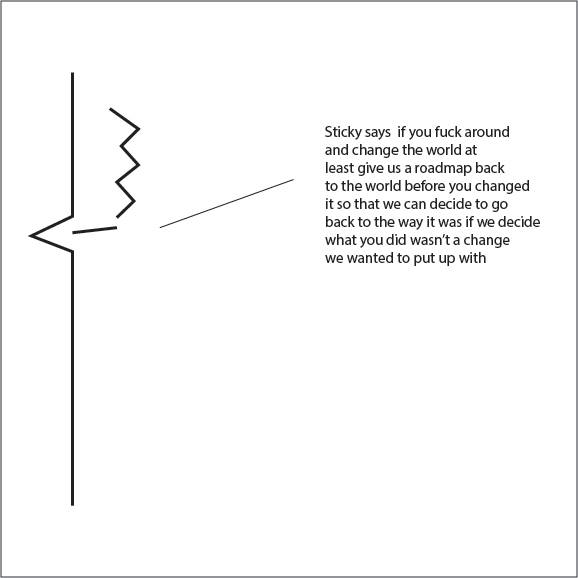 Sticky says  if you fuck around
and change the world at
least give us a roadmap back
to the world before you changed
it so that we can decide to go
back to the way it was if we decide
what you did wasn't a change
we wanted to put up with